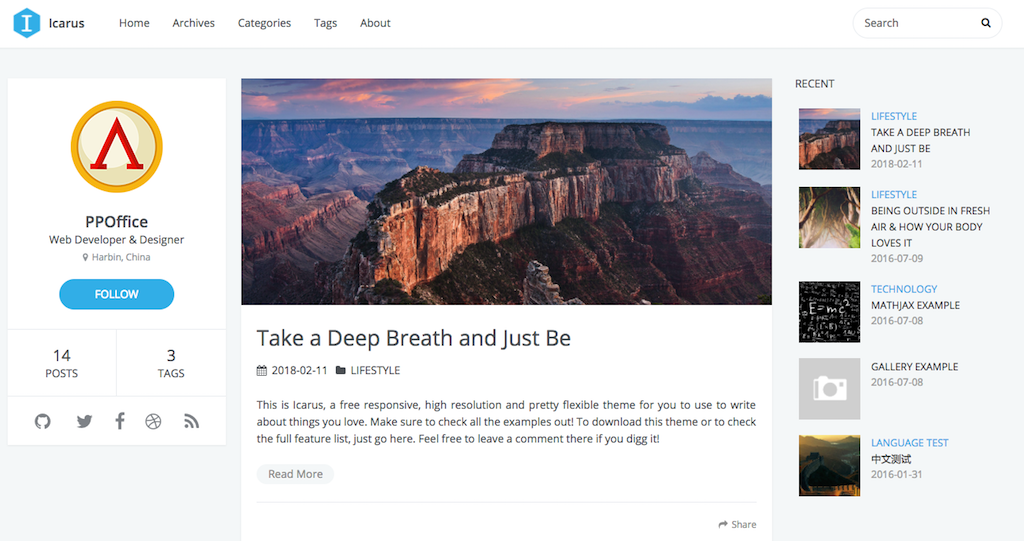 Icarus
Home
Archives
Categories
Tags
About
Search
PPOffice
Web Developer & Designer
Harbin, China
FOLLOW
14
POSTS
3
TAGS
Take a Deep Breath and Just Be
2018-02-11 LIFESTYLE
This is Icarus, a free responsive, high resolution and pretty flexible theme for you to use to write
about things you love. Make sure to check all the examples out! To download this theme or to check
the full feature list, just go here. Feel free to leave a comment there if you digg it!
Read More
Share
RECENT
LIFESTYLE
TAKE A DEEP BREATH
AND JUST BE
2018-02-11
LIFESTYLE
BEING OUTSIDE IN FRESH
AIR & HOW YOUR BODY
LOVES IT
2016-07-09
E=mc²
TECHNOLOGY
MATHJAX EXAMPLE
2016-07-08
GALLERY EXAMPLE
2016-07-08
LANGUAGE TEST
中文测试
2016-01-31